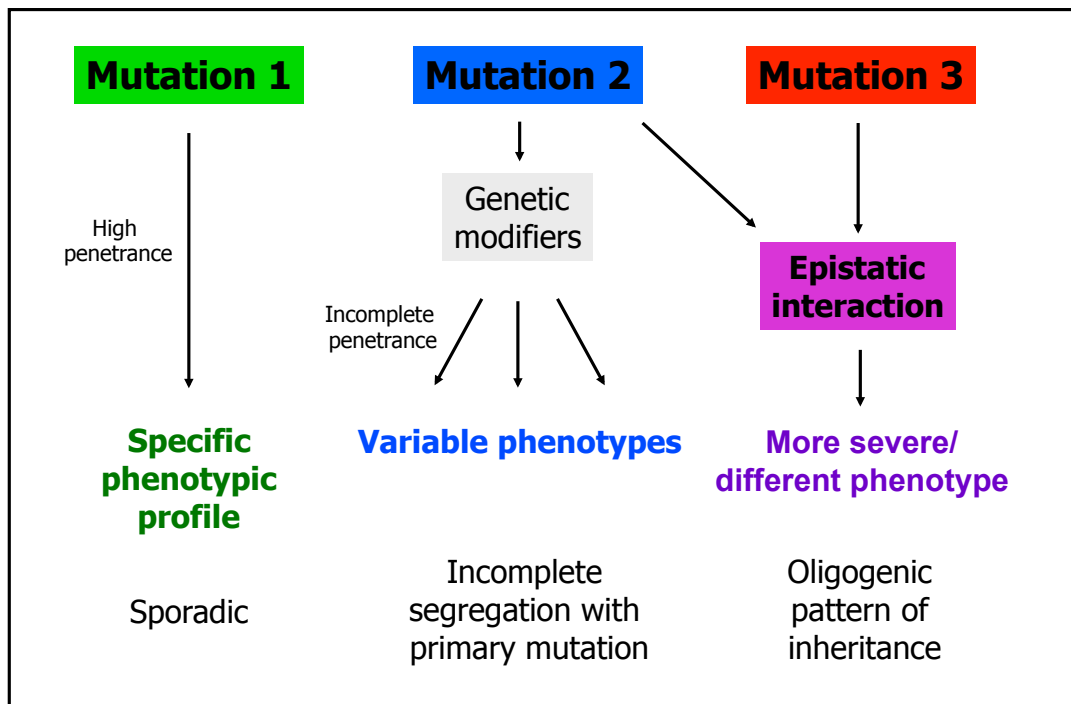 Mutation 1
Mutation 2
Mutation 3
High
penetrance
Genetic
modifiers
Epistatic
interaction
Incomplete
penetrance
Specific
phenotypic
profile
Variable phenotypes
More severe/
different phenotype
Sporadic
Incomplete
segregation with
primary mutation
Oligogenic
pattern of
inheritance